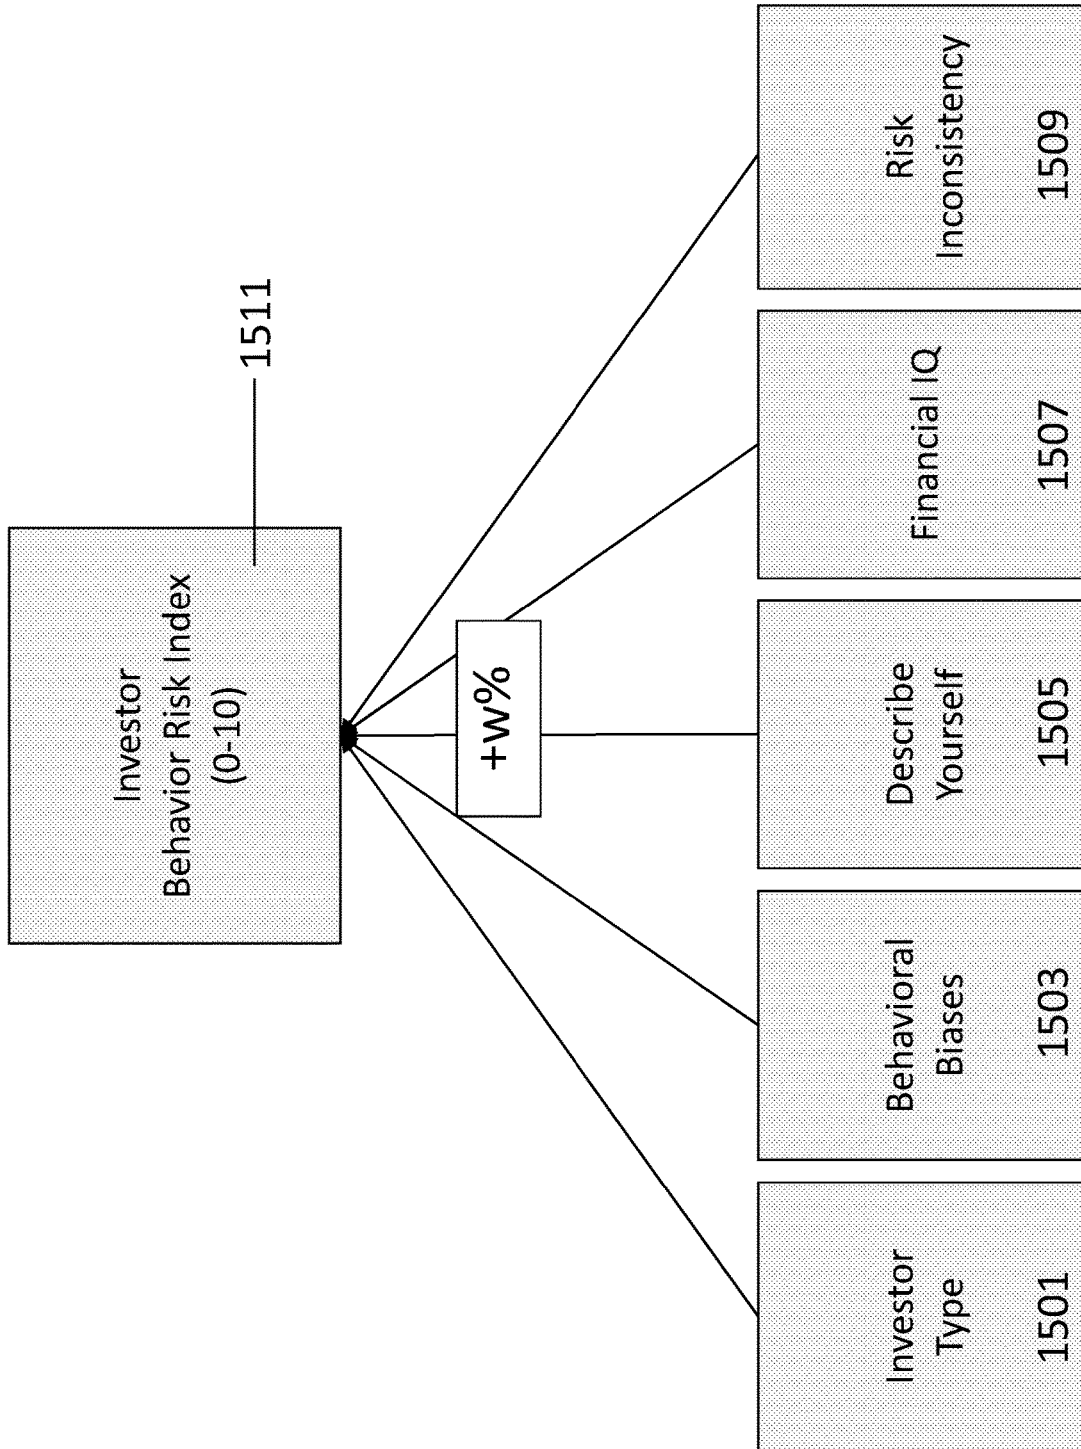 Investor
Behavior Risk Index
(0-10)
1511
+w%
Investor
Type
1501
Behavioral
Biases
1503
Describe
Yourself
1505
Financial IQ
1507
Risk
Inconsistency
1509